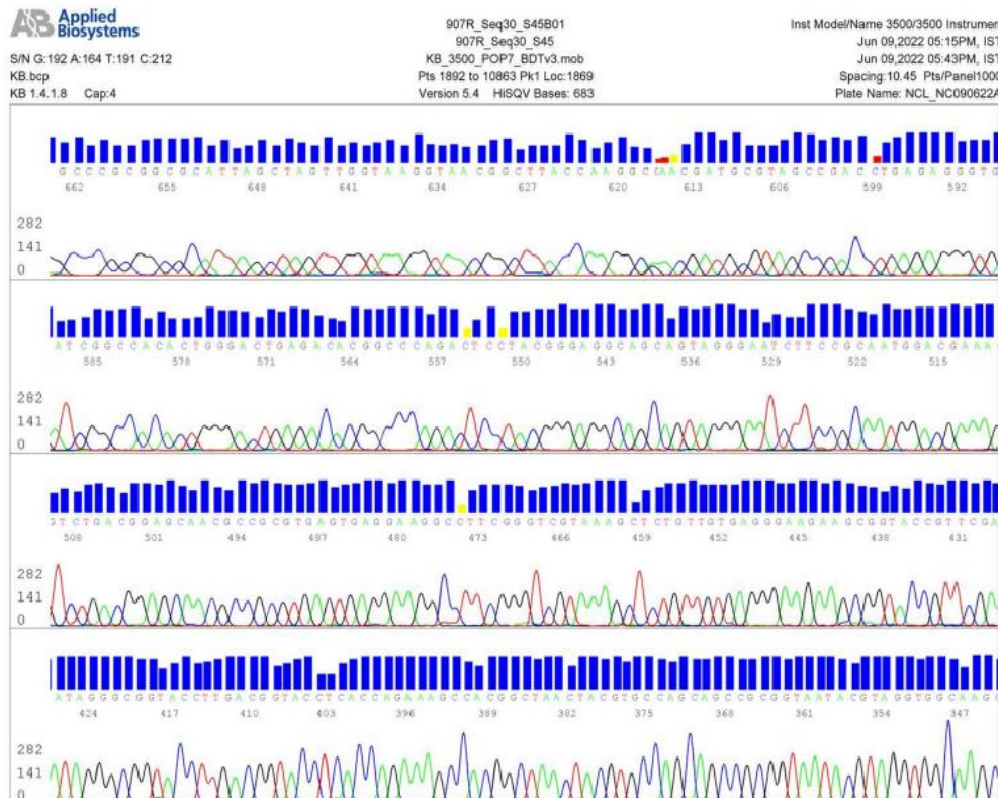 AB Applied Biosystems
S/N G:192 A:164 T:191 C:212
KB.bcp
KB 1.4.1.8 Cap:4
907R_Seq30_S45B01
907R_Seq30_S45
KB_3500_POP7_BDTv3.mob
Pts 1892 to 10863 Pk1 Loc:1869
Version 5.4 HiSQV Bases: 683
Inst Model/Name 3500/3500 Instrumen
Jun 09,2022 05:15PM, IST
Jun 09,2022 05:43PM, IST
Spacing:10.45 Pts/Panel1000
Plate Name: NCL_NC090622A
GCCCGCGGCGCATTAGCTAGTTGGTAAGGTAACGGCTTACCAAGGCCAACGATGCGTAGCCGACCTGAGAGGGTG
662 655 648 641 634 627 620 613 606 599 592
282
141
0
ATCGGCCACACTGGGACTGAGACACGGCCCAGACTCCTACGGGAGGCAGCAGTAGGGAATCTTCCGCAATGGACGAAA
585 578 571 564 557 550 543 536 529 522 515
282
141
0
GTCTGACGGAGCAACGCCGCGTGAGTGAGGAAGGCCTTCGGGTCGTAAAGCTCTGTTGTGAGGGAAGAAGCGGTACCGTTCGA
508 501 494 487 480 473 466 459 452 445 438 431
282
141
0
ATAGGGCGGTACCTTGACGGTACCTCACCAGAAAGCCACGGCTAACTACGTGCCAGCAGCCGCGGTAATACGTAGGTGGCAAG
424 417 410 403 396 389 382 375 368 361 354 347
282
141
0